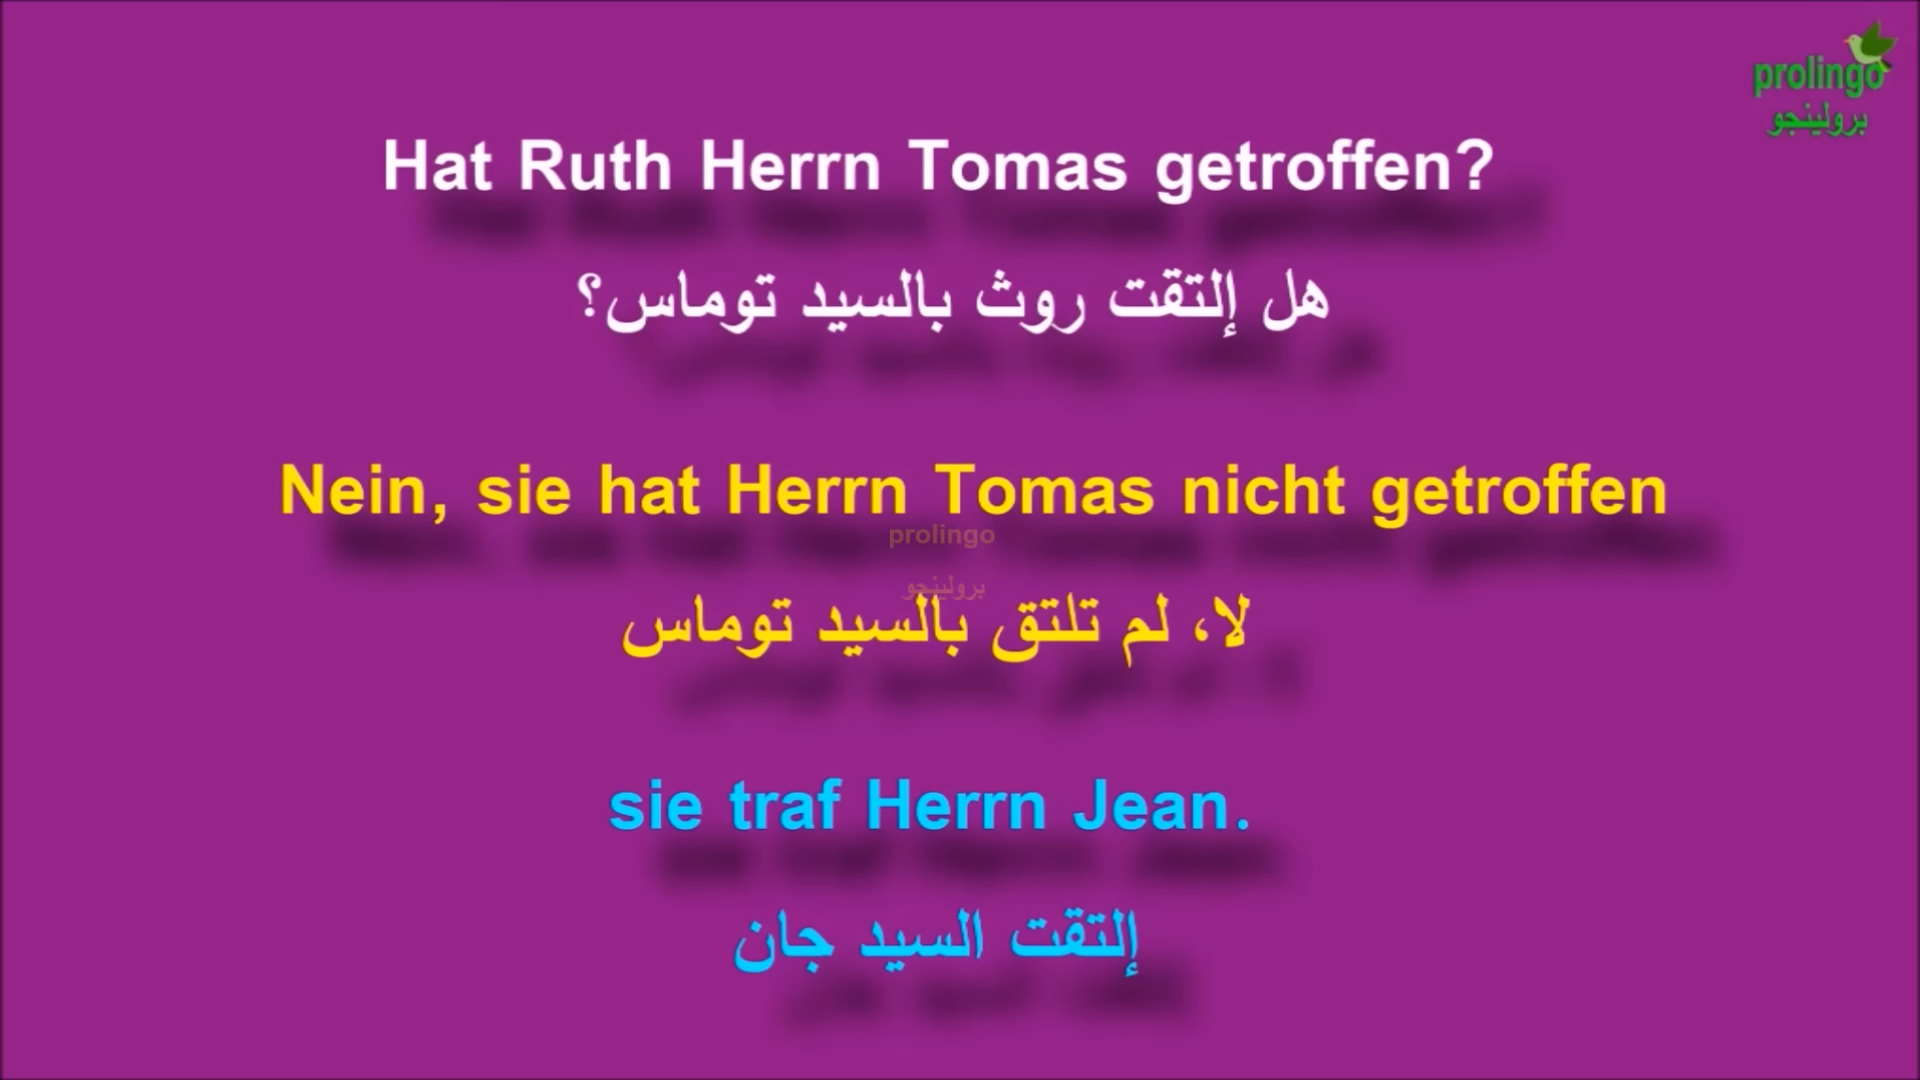 prolingo
برولينجو
Hat Ruth Herrn Tomas getroffen?
هل إلتقت روث بالسيد توماس؟
Nein, sie hat Herrn Tomas nicht getroffen
prolingo
برولينجو
لا، لم تلتق بالسيد توماس
sie traf Herrn Jean.
إلتقت السيد جان